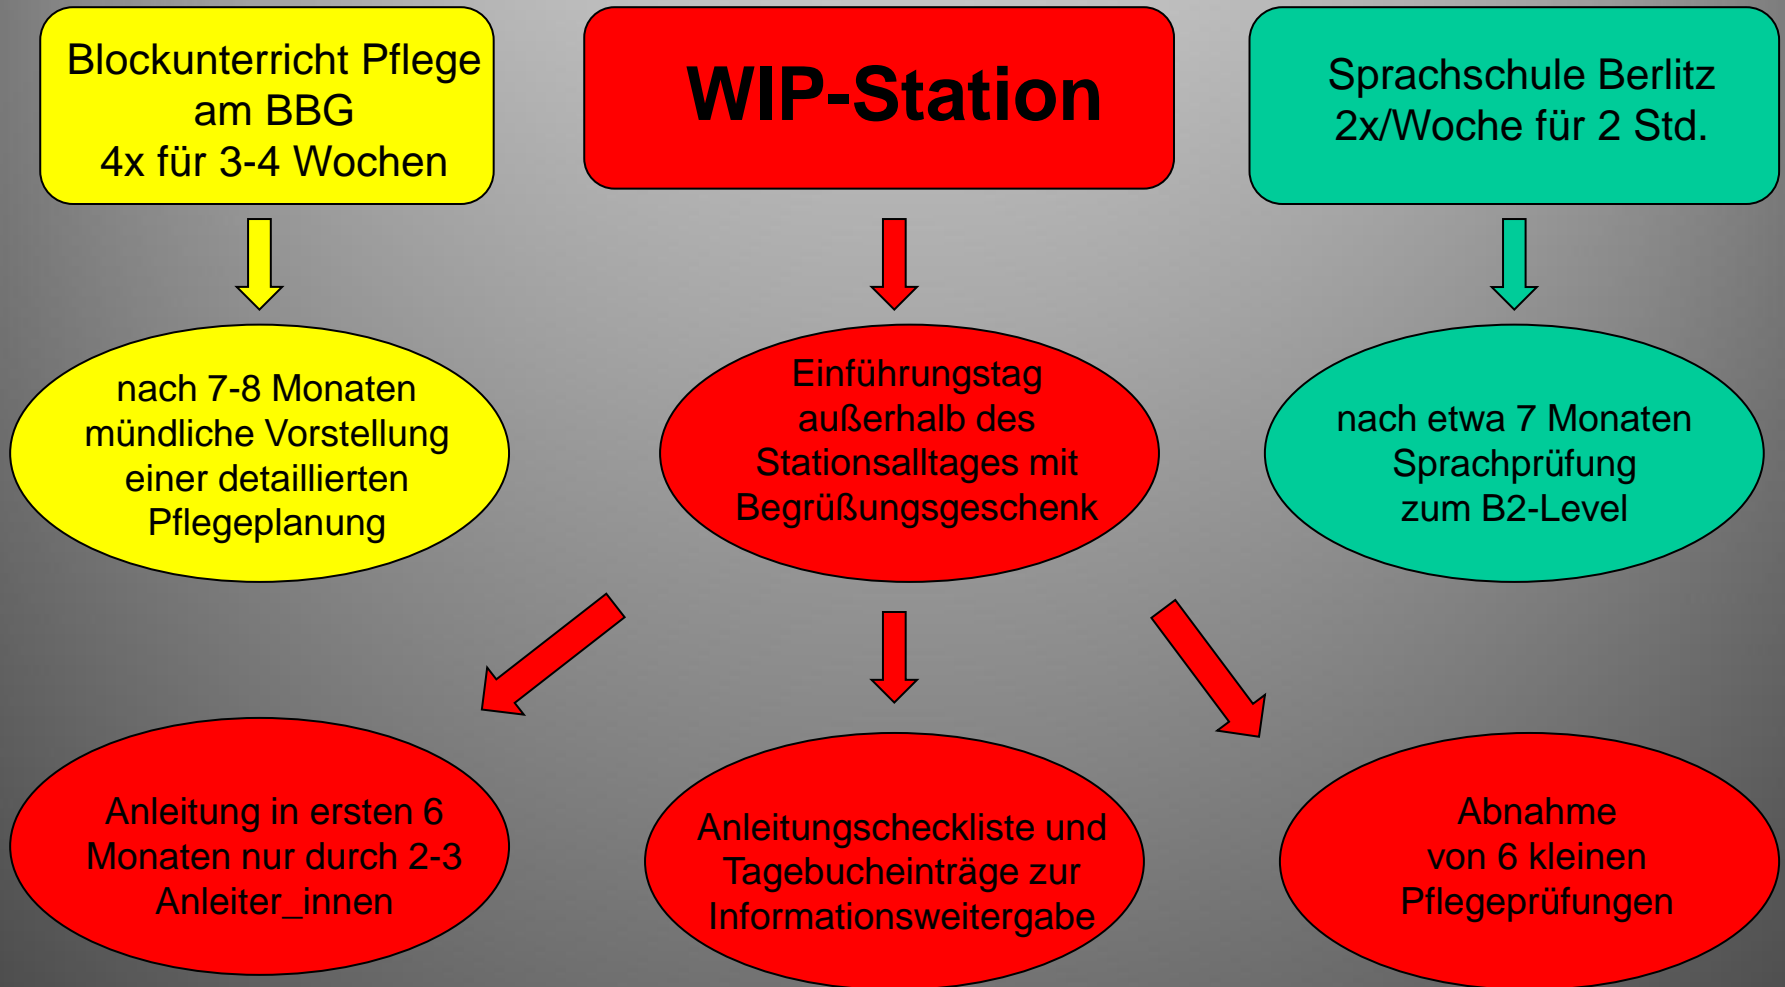 Blockunterricht Pflege
am BBG
4x für 3-4 Wochen
WIP-Station
Sprachschule Berlitz
2x/Woche für 2 Std.
nach 7-8 Monaten
mündliche Vorstellung
einer detaillierten
Pflegeplanung
Einführungstag
außerhalb des
Stationsalltages mit
Begrüßungsgeschenk
nach etwa 7 Monaten
Sprachprüfung
zum B2-Level
Anleitung in ersten 6
Monaten nur durch 2-3
Anleiter_innen
Anleitungscheckliste und
Tagebucheinträge zur
Informationsweitergabe
Abnahme
von 6 kleinen
Pflegeprüfungen